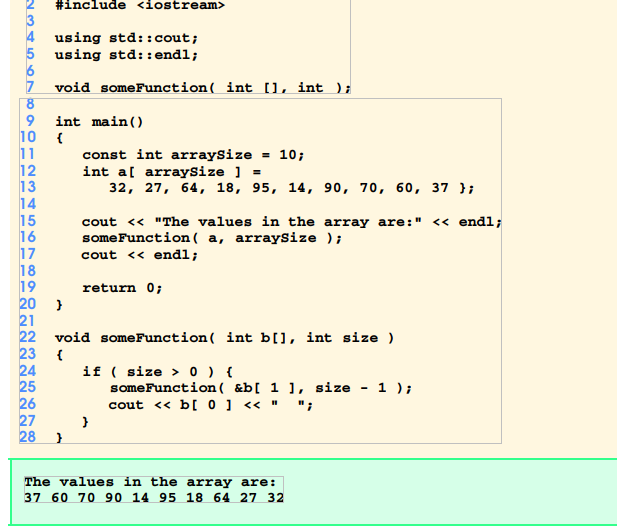 2 #include <iostream>
3
4 using std::cout;
5 using std::endl;
6
7 void someFunction( int [], int );
8
9 int main()
10 {
11    const int arraySize = 10;
12    int a[ arraySize ] =
13       32, 27, 64, 18, 95, 14, 90, 70, 60, 37 };
14
15    cout << "The values in the array are:" << endl;
16    someFunction( a, arraySize );
17    cout << endl;
18
19    return 0;
20 }
21
22 void someFunction( int b[], int size )
23 {
24    if ( size > 0 ) {
25       someFunction( &b[ 1 ], size - 1 );
26       cout << b[ 0 ] << "  ";
27    }
28 }
The values in the array are:
37 60 70 90 14 95 18 64 27 32